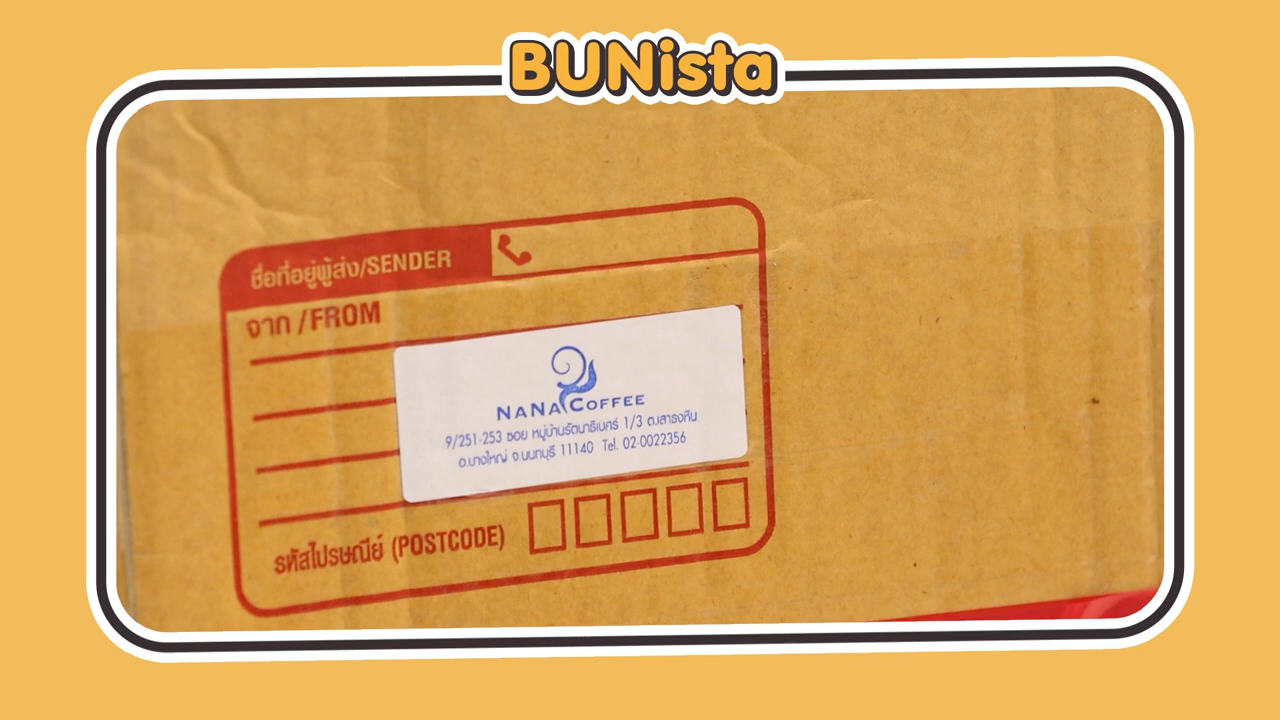 BUNista
ชื่อที่อยู่ผู้ส่ง/SENDER
จาก /FROM
NANA COFFEE
9/251-253 ซอย หมู่บ้านรัตนาธิเบศร์ 1/3 ต.เสาธงหิน
อ.บางใหญ่ จ.นนทบุรี 11140 Tel. 02-0022356
รหัสไปรษณีย์ (POSTCODE)